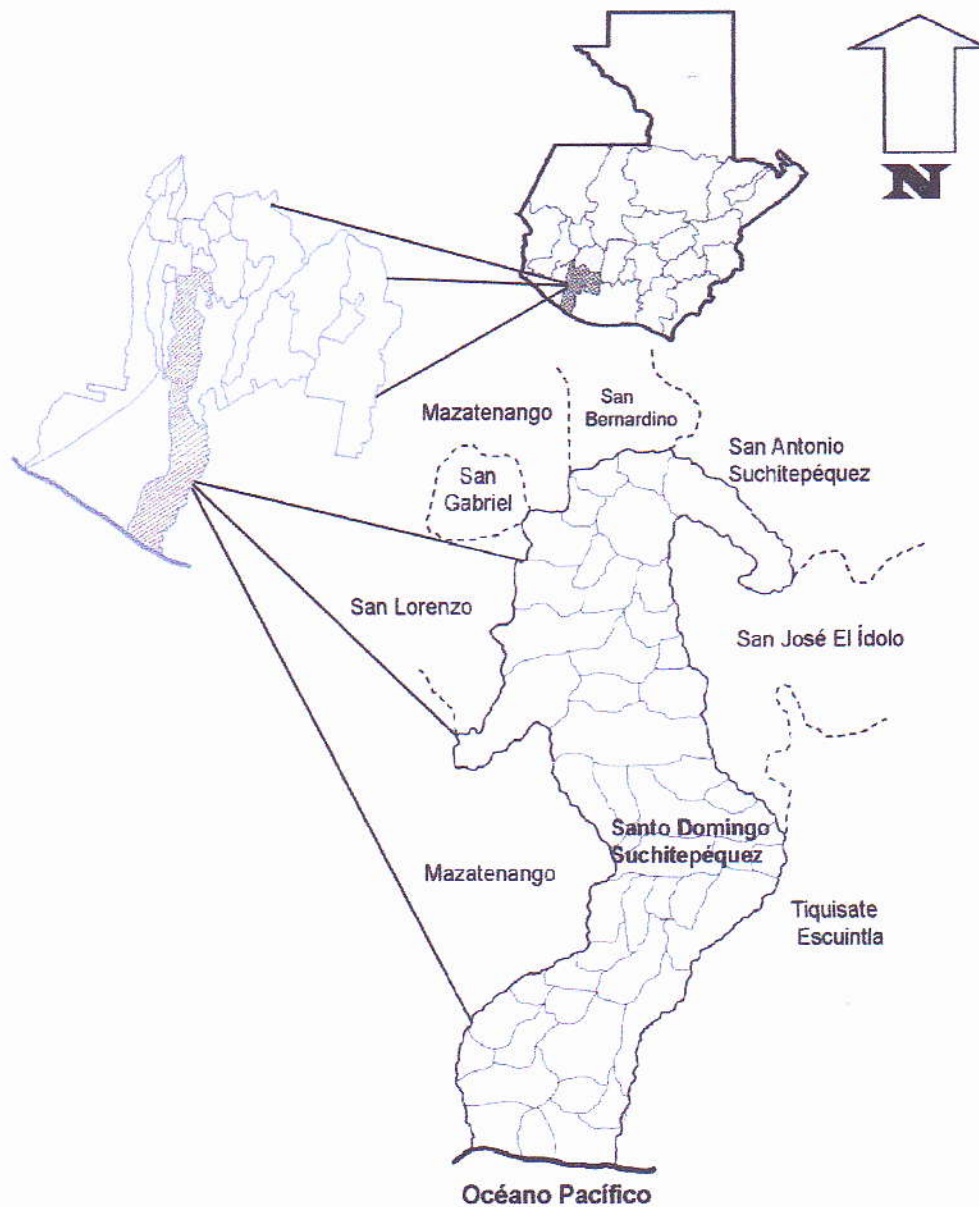 N
Mazatenango
San
Bernardino
San Antonio
Suchitepéquez
San
Gabriel
San Lorenzo
San José El Ídolo
Santo Domingo
Suchitepéquez
Mazatenango
Tiquisate
Escuintla
Océano Pacífico